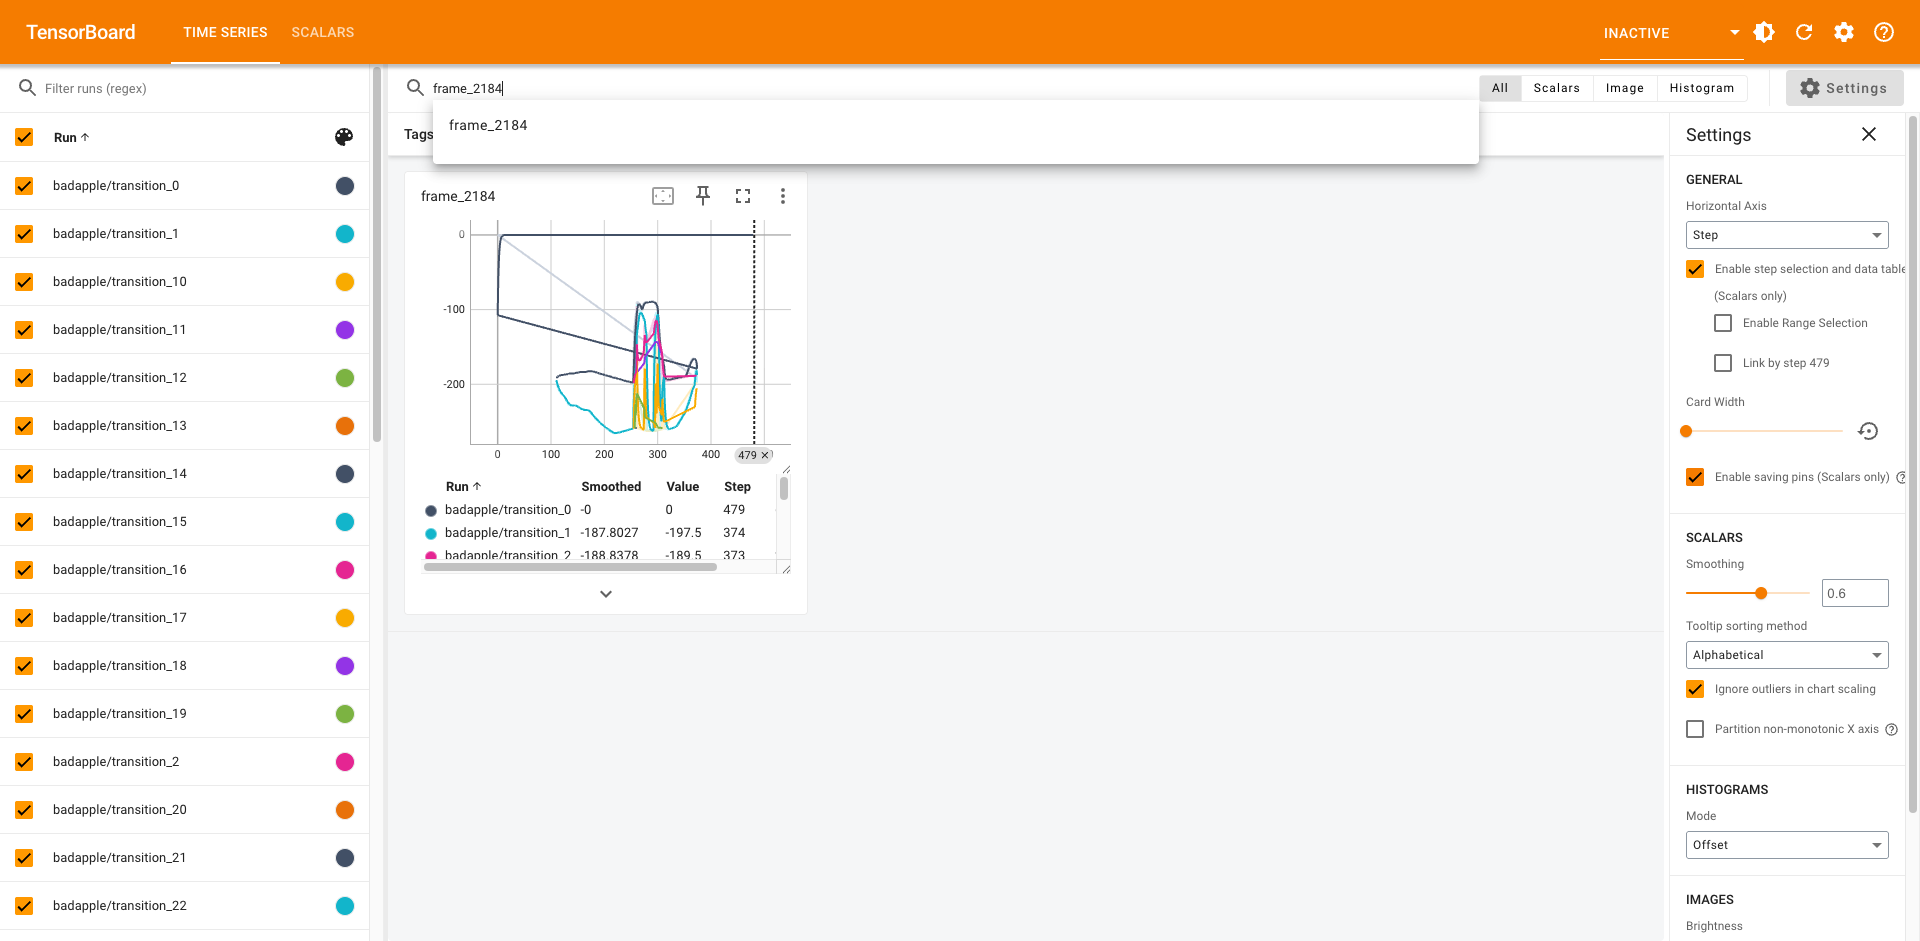 TensorBoard
TIME SERIES
SCALARS
INACTIVE
Filter runs (regex)
frame_2184
All
Scalars
Image
Histogram
Settings
frame_2184
Tags
Run
badapple/transition_0
badapple/transition_1
badapple/transition_10
badapple/transition_11
badapple/transition_12
badapple/transition_13
badapple/transition_14
badapple/transition_15
badapple/transition_16
badapple/transition_17
badapple/transition_18
badapple/transition_19
badapple/transition_2
badapple/transition_20
badapple/transition_21
badapple/transition_22
frame_2184
0
-100
-200
0 100 200 300 400
479
Run Smoothed Value Step
badapple/transition_0 -0 0 479
badapple/transition_1 -187.8027 -197.5 374
badapple/transition_2 -188.8378 -189.5 373
Settings
GENERAL
Horizontal Axis
Step
Enable step selection and data table
(Scalars only)
Enable Range Selection
Link by step 479
Card Width
Enable saving pins (Scalars only)
SCALARS
Smoothing
0.6
Tooltip sorting method
Alphabetical
Ignore outliers in chart scaling
Partition non-monotonic X axis
HISTOGRAMS
Mode
Offset
IMAGES
Brightness